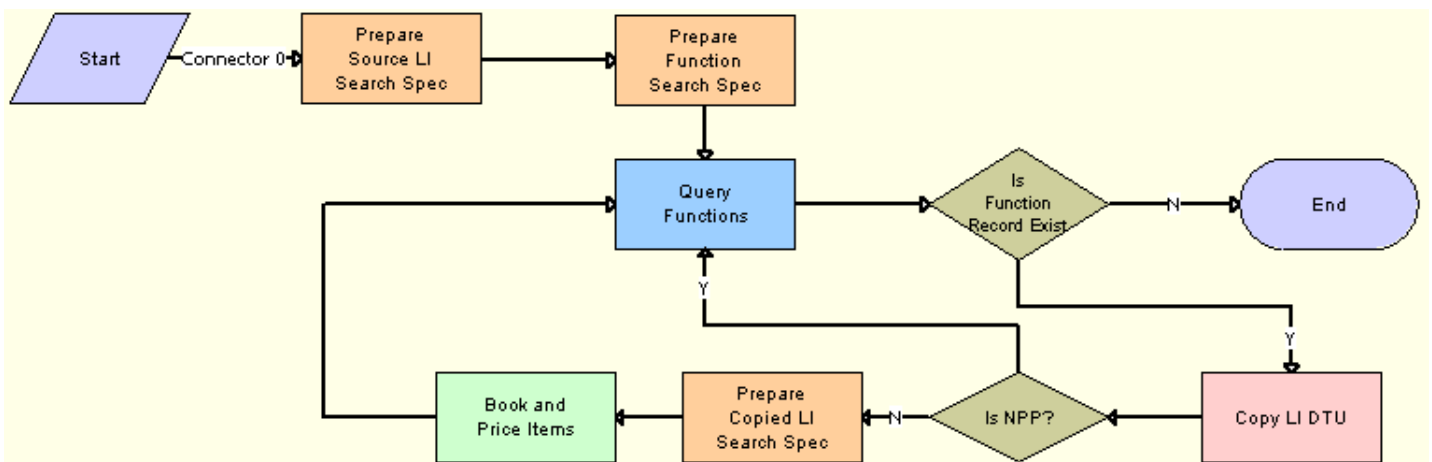 Start
Connector 0
Prepare
Source LI
Search Spec
Prepare
Function
Search Spec
Query
Functions
Is
Function
Record Exist
N
End
Y
Y
Book and
Price Items
Prepare
Copied LI
Search Spec
N
Is NPP?
Copy LI DTU